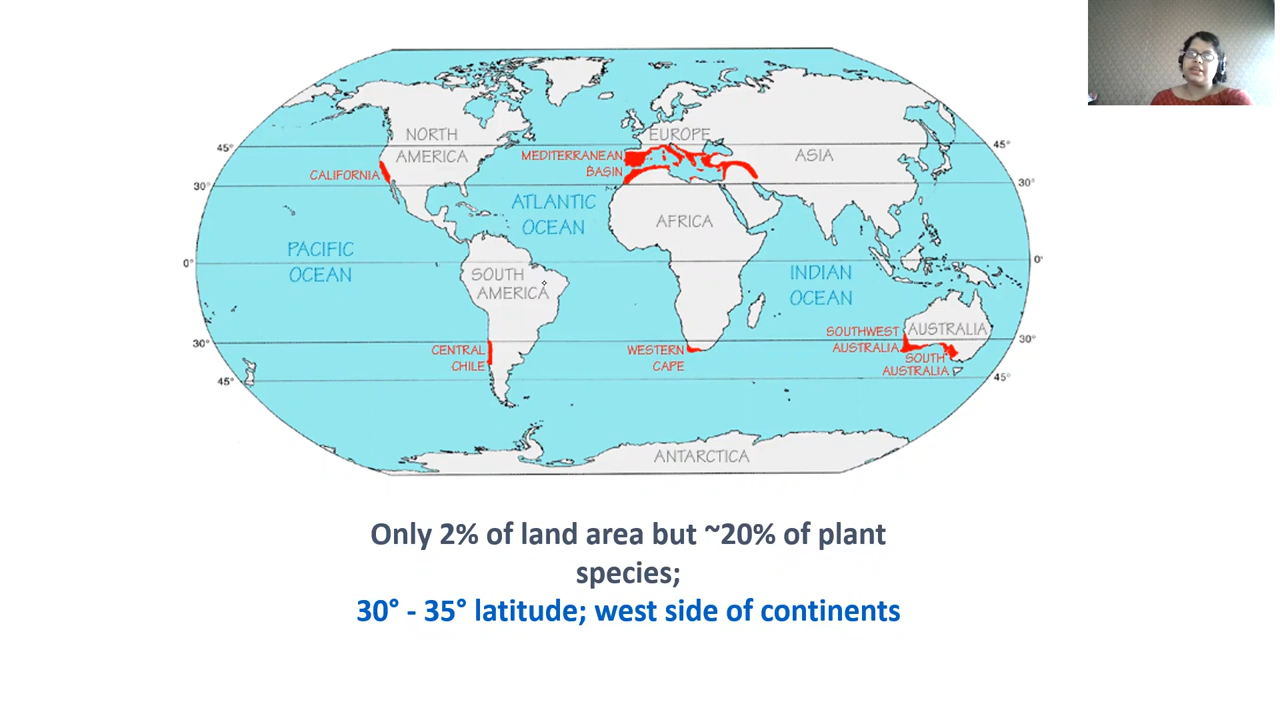 NORTH
AMERICA
EUROPE
ASIA
45°
45°
MEDITERRANEAN
BASIN
CALIFORNIA
30°
30°
ATLANTIC
OCEAN
AFRICA
PACIFIC
OCEAN
0°
0°
SOUTH
AMERICA
INDIAN
OCEAN
SOUTHWEST
AUSTRALIA
AUSTRALIA
30°
30°
CENTRAL
CHILE
WESTERN
CAPE
SOUTH
AUSTRALIA
45°
45°
ANTARCTICA
Only 2% of land area but ~20% of plant
species;
30° - 35° latitude; west side of continents